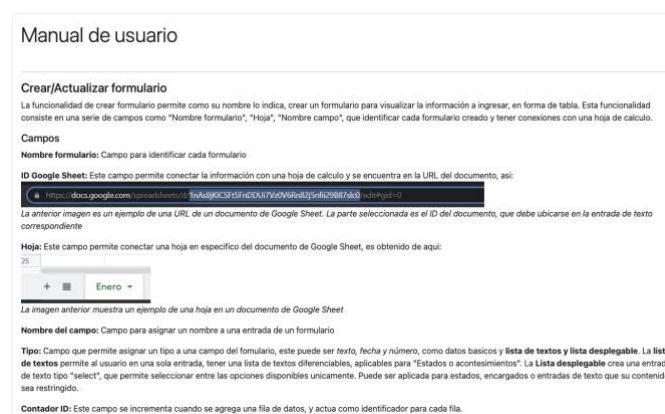 Manual de usuario
Crear/Actualizar formulario
La funcionalidad de crear formulario permite como su nombre lo indica, crear un formulario para visualizar la información a ingresar, en forma de tabla. Esta funcionalidad
consiste en una serie de campos como "Nombre formulario", "Hoja", "Nombre campo", que identificar cada formulario creado y tener conexiones con una hoja de calculo.
Campos
Nombre formulario: Campo para identificar cada formulario
ID Google Sheet: Este campo permite conectar la información con una hoja de calculo y se encuentra en la URL del documento, asi:
https://docs.google.com/spreadsheets/d/ /edit#gid=0
La anterior imagen es un ejemplo de una URL de un documento de Google Sheet. La parte seleccionada es el ID del documento, que debe ubicarse en la entrada de texto
correspondiente
Hoja: Este campo permite conectar una hoja en especifico del documento de Google Sheet, es obtenido de aqui:
25
+ Enero
La imagen anterior muestra un ejemplo de una hoja en un documento de Google Sheet
Nombre del campo: Campo para asignar un nombre a una entrada de un formulario
Tipo: Campo que permite asignar un tipo a una campo del fomulario, este puede ser texto, fecha y número, como datos basicos y lista de textos y lista desplegable. La list
de textos permite al usuario en una sola entrada, tener una lista de textos diferenciables, aplicables para "Estados o acontesimientos". La Lista desplegable crea una entrad
de texto tipo "select", que permite seleccionar entre las opciones disponibles unicamente. Puede ser aplicada para estados, encargados o entradas de texto que su contenid
sea restringido.
Contador ID: Este campo se incrementa cuando se agrega una fila de datos, y actua como identificador para cada fila.